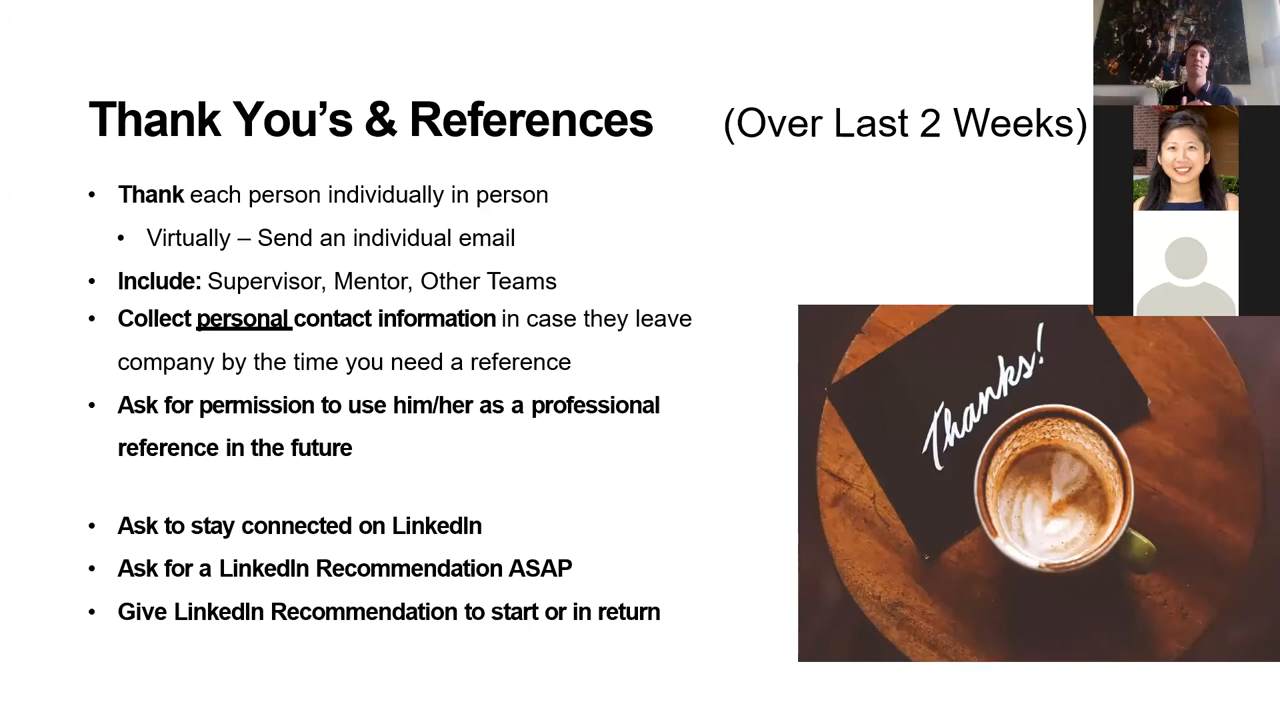 Thank You's & References (Over Last 2 Weeks)
• Thank each person individually in person
• Virtually – Send an individual email
• Include: Supervisor, Mentor, Other Teams
• Collect personal contact information in case they leave
company by the time you need a reference
• Ask for permission to use him/her as a professional
reference in the future
• Ask to stay connected on LinkedIn
• Ask for a LinkedIn Recommendation ASAP
• Give LinkedIn Recommendation to start or in return
Thanks!